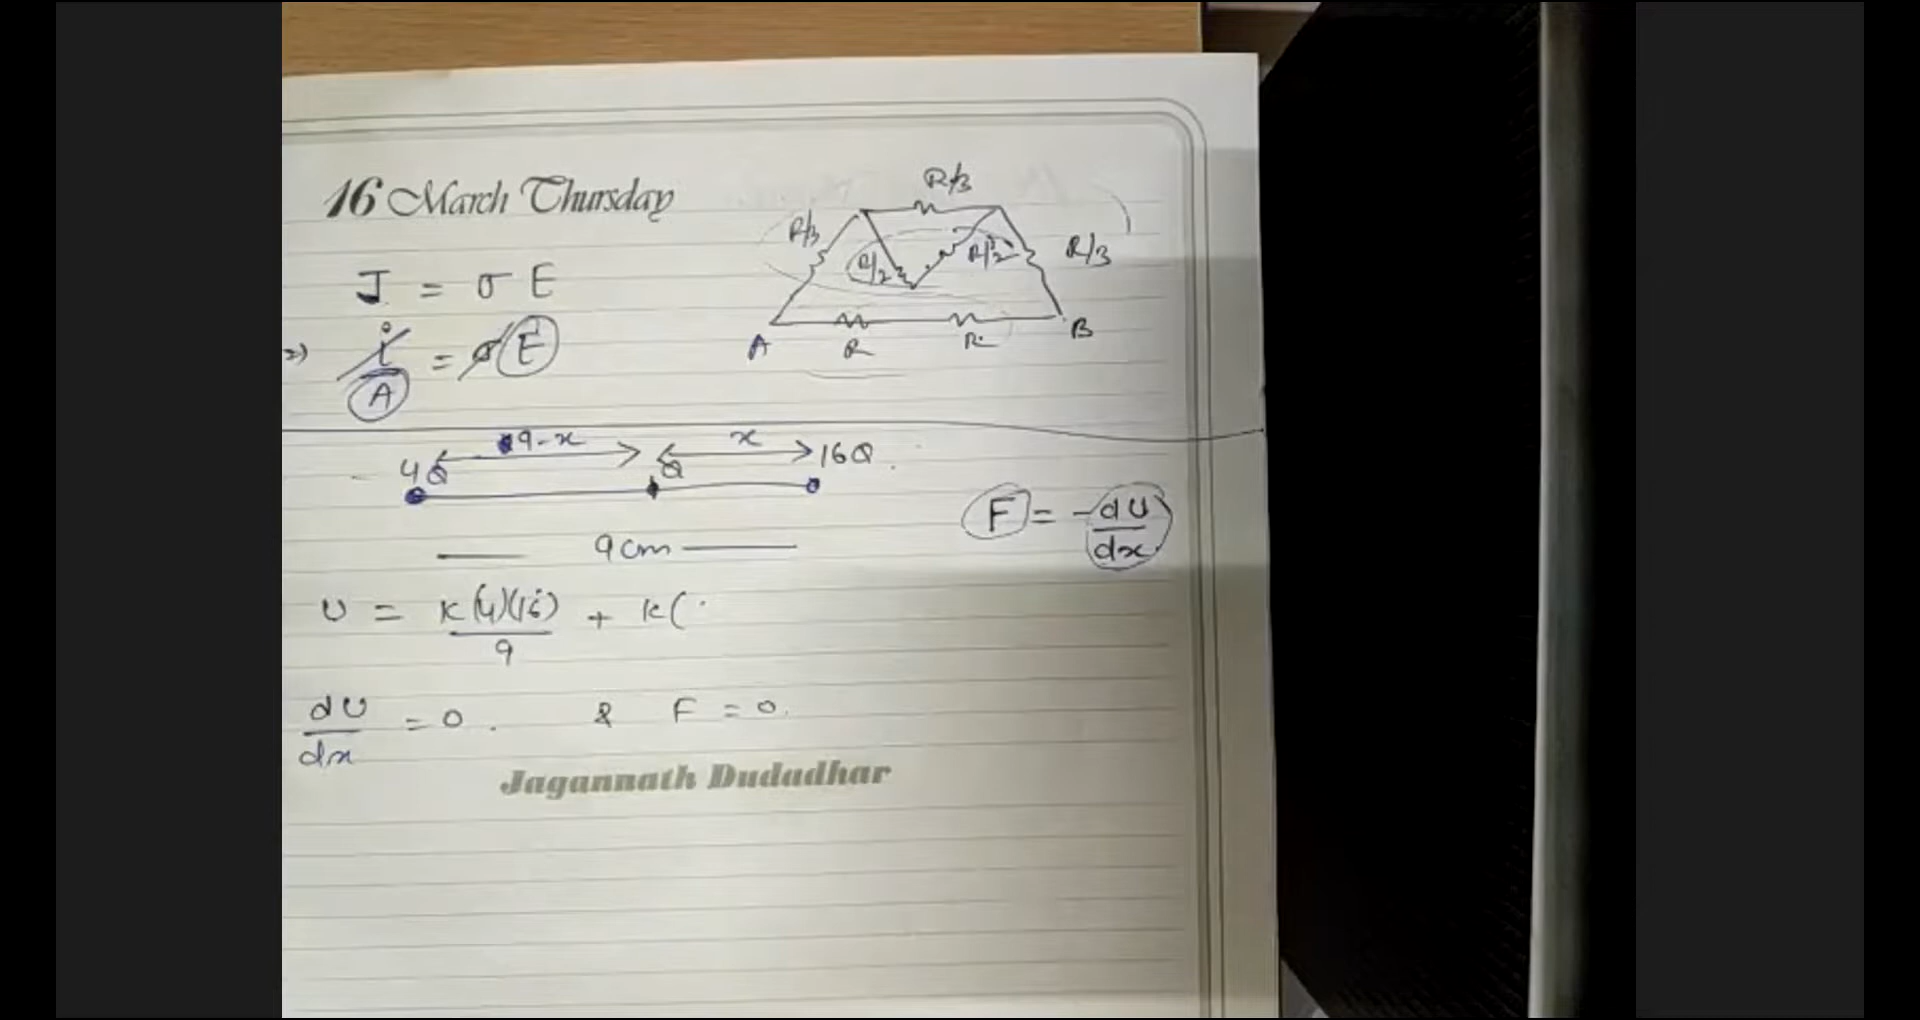 16 March Thursday
J = σ E
=) i/A = σ E
R/3
R/3
R/2
R/2
R/3
A
R
R
B
9-x
x
4Q
Q
16Q
9cm
F = -dU/dx
U = K(4)(16)/9 + K(
dU/dx = 0. & F = 0.
Jagannath Dudadhar